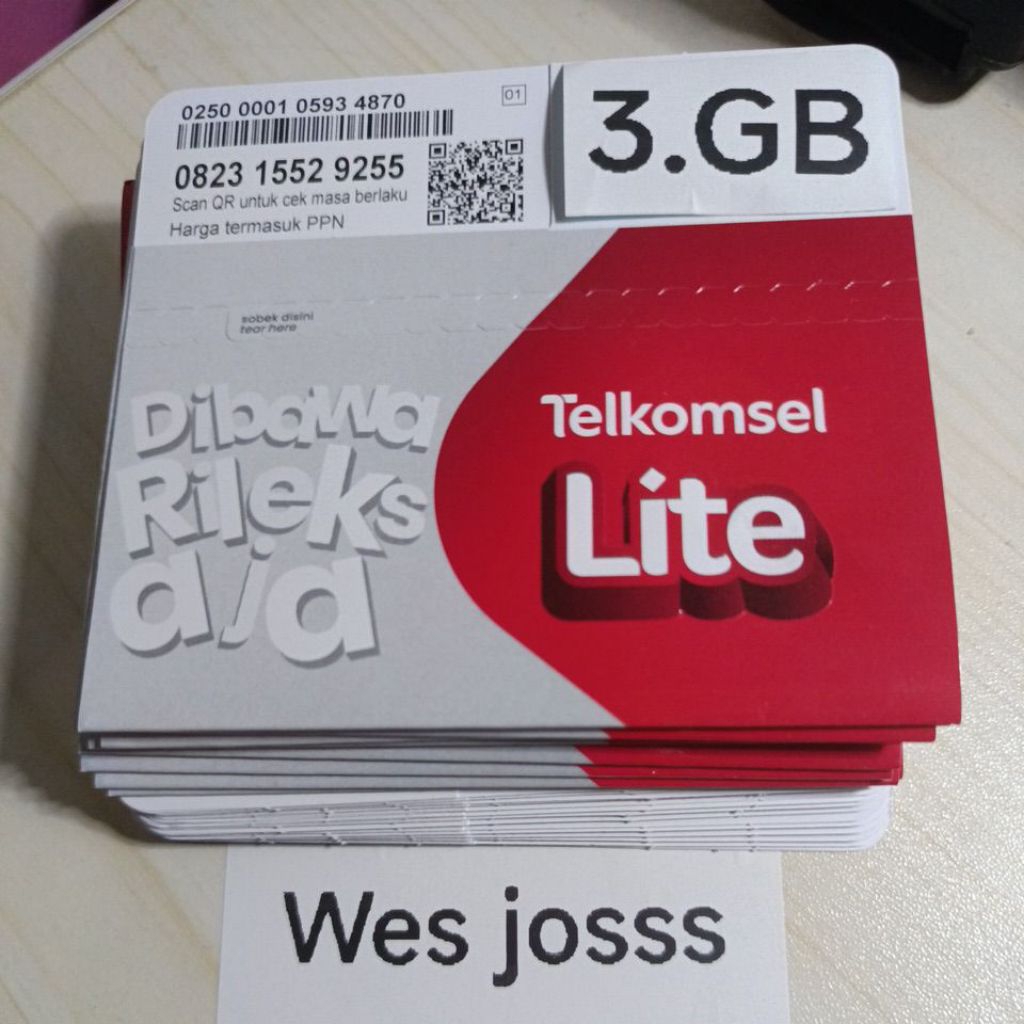 0250 0001 0593 4870
01
0823 1552 9255
Scan QR untuk cek masa berlaku
Harga termasuk PPN
3.GB
sobek disini
tear here
Dibawa
Rileks
aja
Telkomsel
Lite
Wes josss